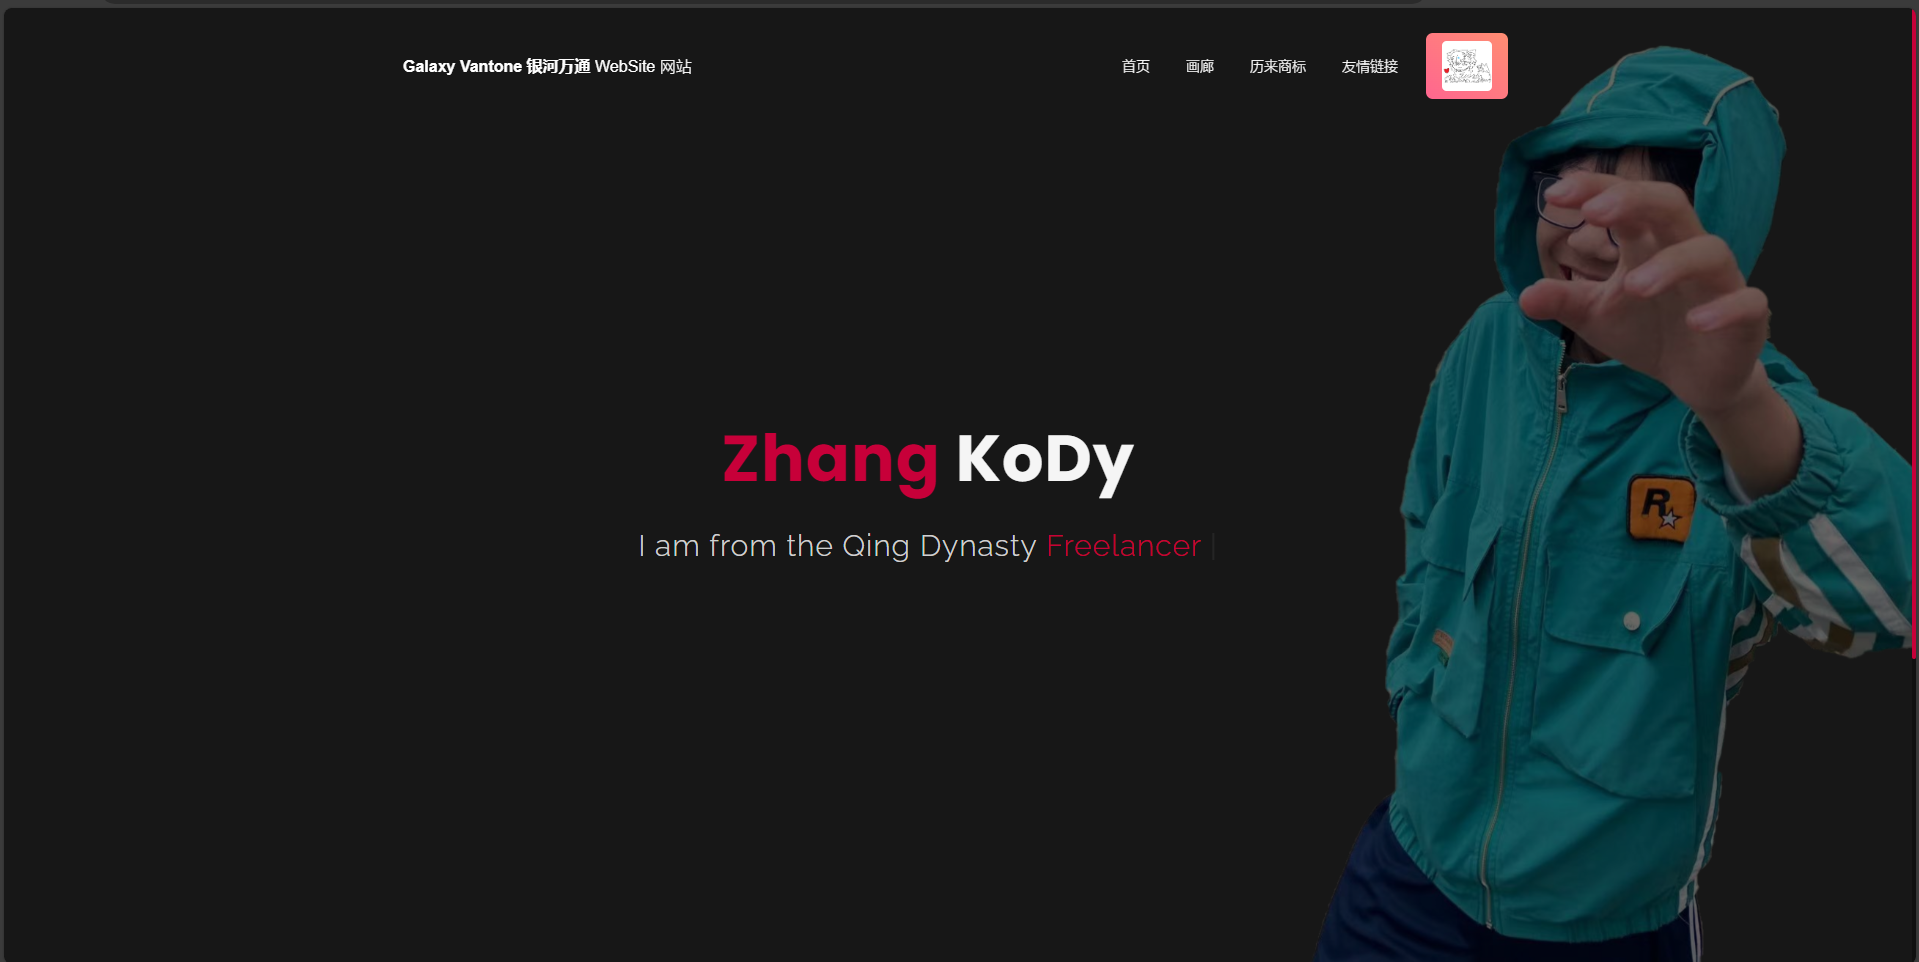 Galaxy Vantone 银河万通 WebSite 网站
首页 画廊 历来商标 友情链接
Zhang KoDy
I am from the Qing Dynasty Freelancer
R